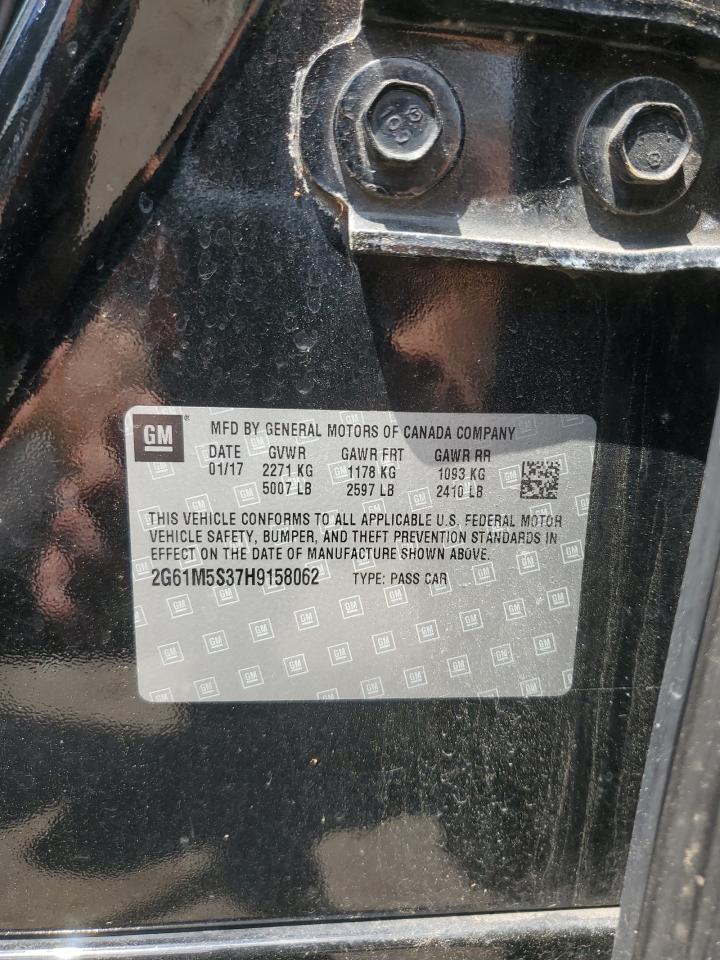 GM® MFD BY GENERAL MOTORS OF CANADA COMPANY
DATE GVWR GAWR FRT GAWR RR
01/17 2271 KG 1178 KG 1093 KG
5007 LB 2597 LB 2410 LB
THIS VEHICLE CONFORMS TO ALL APPLICABLE U.S. FEDERAL MOTOR
VEHICLE SAFETY, BUMPER, AND THEFT PREVENTION STANDARDS IN
EFFECT ON THE DATE OF MANUFACTURE SHOWN ABOVE.
2G61M5S37H9158062 TYPE: PASS CAR